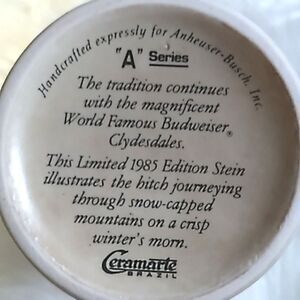 Handcrafted expressly for Anheuser-Busch, Inc.
"A" Series
The tradition continues
with the magnificent
World Famous Budweiser®
Clydesdales.
This Limited 1985 Edition Stein
illustrates the hitch journeying
through snow-capped
mountains on a crisp
winter's morn.
Ceramarte
BRAZIL